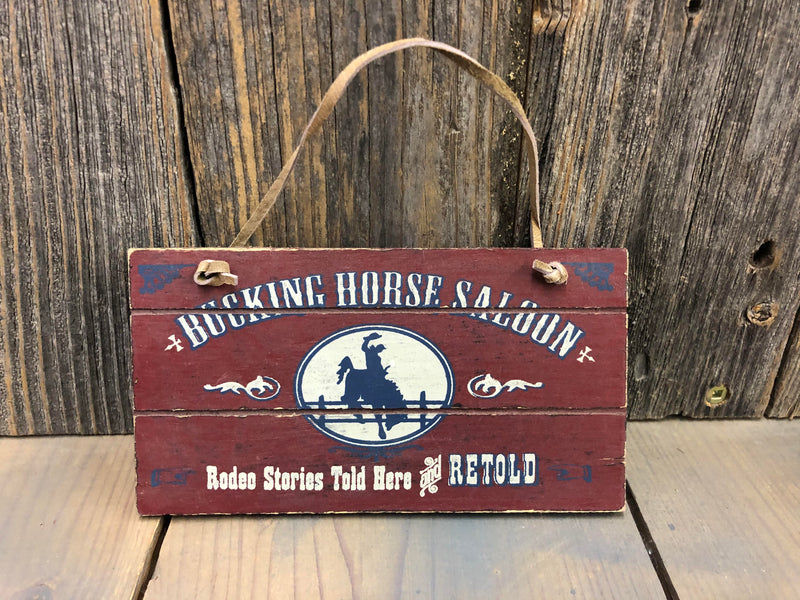 BUCKING HORSE SALOON
Rodeo Stories Told Here and RETOLD